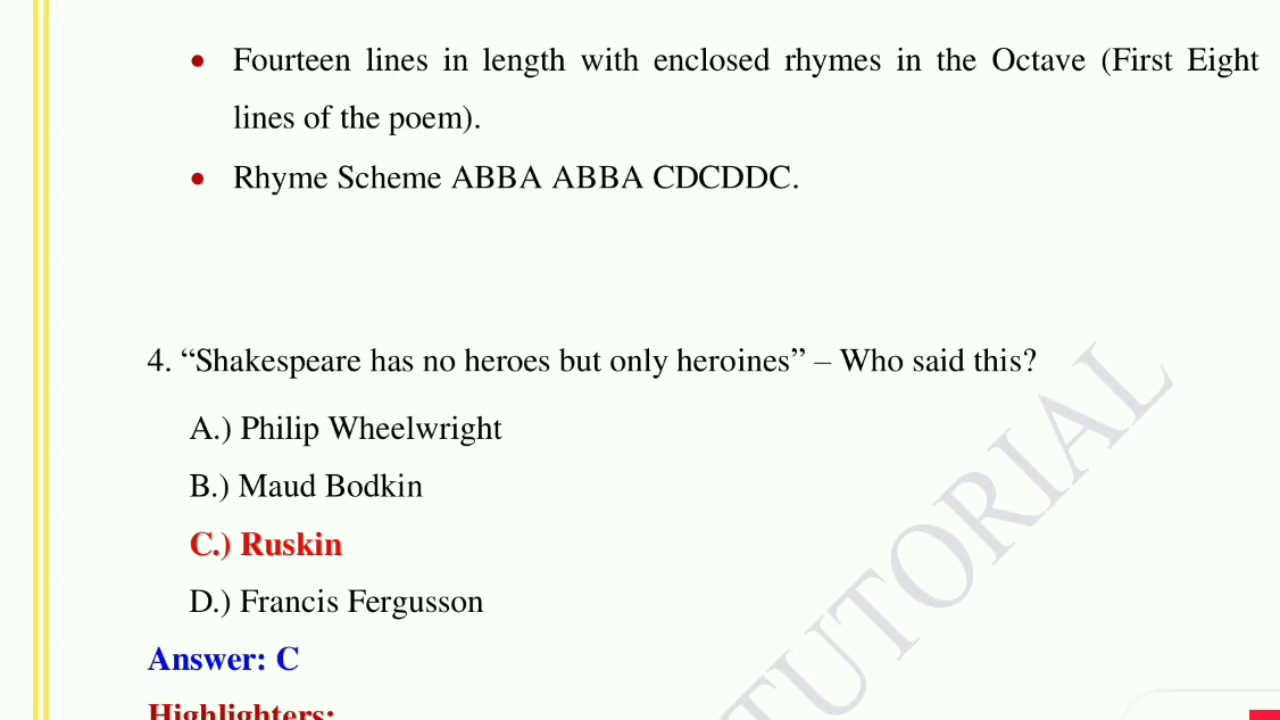 • Fourteen lines in length with enclosed rhymes in the Octave (First Eight
lines of the poem).
• Rhyme Scheme ABBA ABBA CDCDDC.
4. “Shakespeare has no heroes but only heroines” – Who said this?
A.) Philip Wheelwright
B.) Maud Bodkin
C.) Ruskin
D.) Francis Fergusson
Answer: C
Highlighters:
TUTORIAL